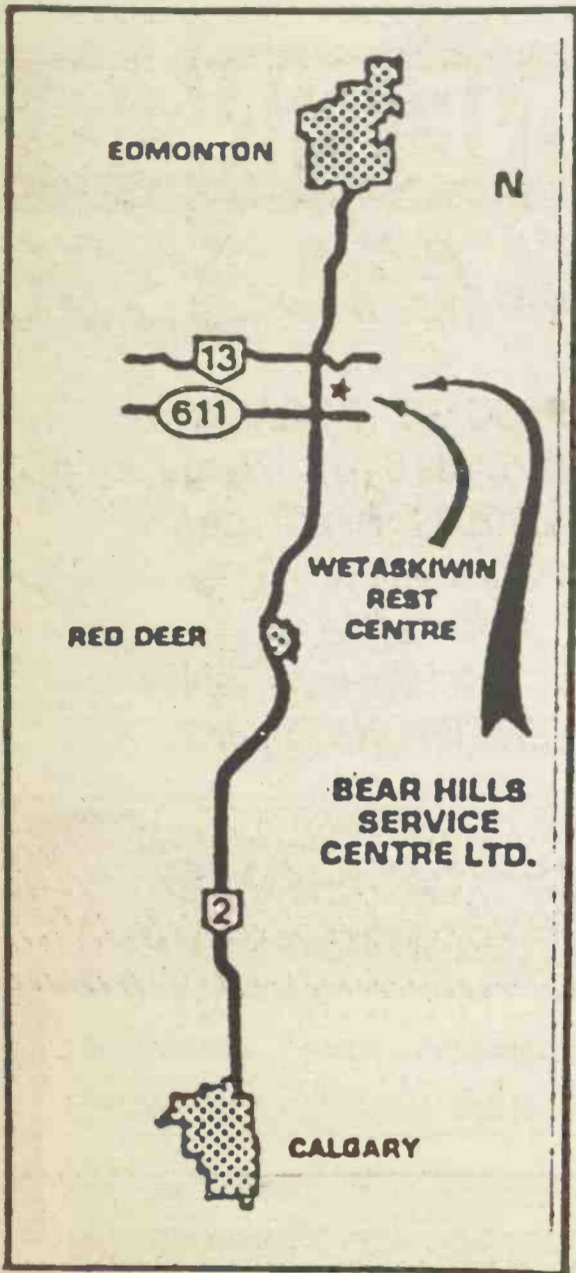 EDMONTON
N
13
611
WETASKIWIN
REST
CENTRE
RED DEER
BEAR HILLS
SERVICE
CENTRE LTD.
2
CALGARY